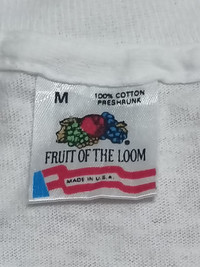 M
100% COTTON
PRESHRUNK
®
FRUIT OF THE LOOM
MADE IN U.S.A.